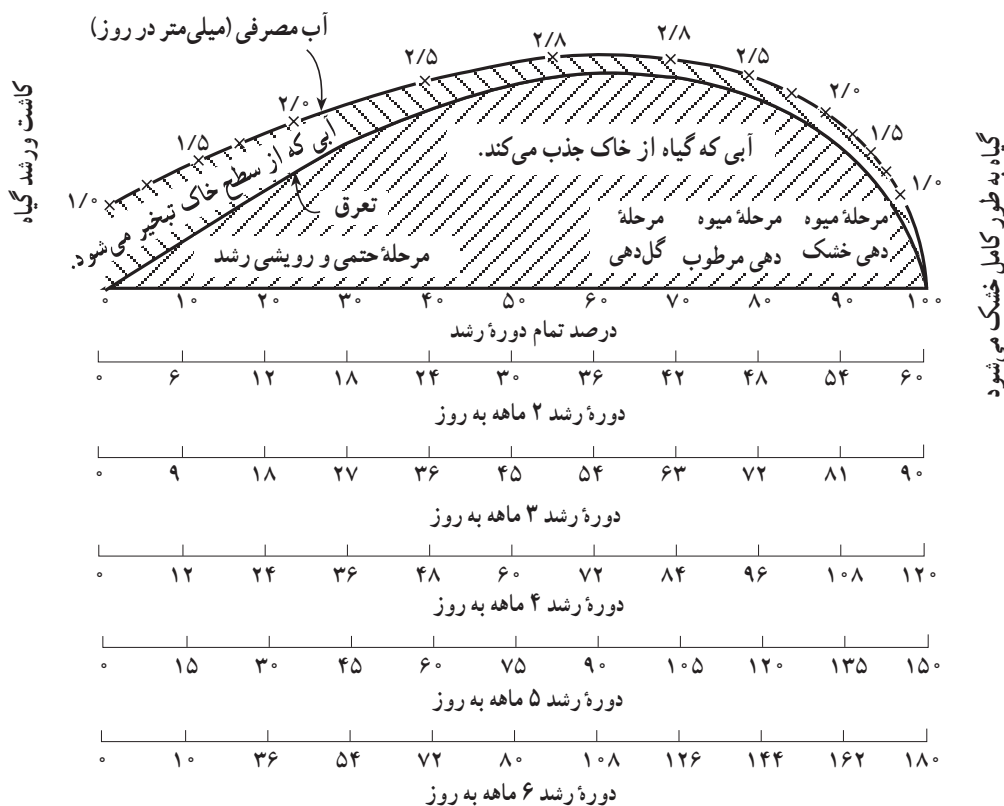 آب مصرفی (میلی‌متر در روز)
۱/۰ ۱/۵ ۲/۰ ۲/۵ ۲/۸ ۲/۸ ۲/۵ ۲/۰ ۱/۵ ۱/۰
کاشت و رشد گیاه
گیاه به طور کامل خشک می‌شود
آبی که از سطح خاک تبخیر می‌شود.
آبی که گیاه از خاک جذب می‌کند.
تعرق
مرحلهٔ حتمی و رویشی رشد
مرحلهٔ
گل‌دهی
مرحلهٔ میوه
دهی مرطوب
مرحلهٔ میوه
دهی خشک
۰ ۱۰ ۲۰ ۳۰ ۴۰ ۵۰ ۶۰ ۷۰ ۸۰ ۹۰ ۱۰۰
درصد تمام دورهٔ رشد
۰ ۶ ۱۲ ۱۸ ۲۴ ۳۰ ۳۶ ۴۲ ۴۸ ۵۴ ۶۰
دورهٔ رشد ۲ ماهه به روز
۰ ۹ ۱۸ ۲۷ ۳۶ ۴۵ ۵۴ ۶۳ ۷۲ ۸۱ ۹۰
دورهٔ رشد ۳ ماهه به روز
۰ ۱۲ ۲۴ ۳۶ ۴۸ ۶۰ ۷۲ ۸۴ ۹۶ ۱۰۸ ۱۲۰
دورهٔ رشد ۴ ماهه به روز
۰ ۱۵ ۳۰ ۴۵ ۶۰ ۷۵ ۹۰ ۱۰۵ ۱۲۰ ۱۳۵ ۱۵۰
دورهٔ رشد ۵ ماهه به روز
۰ ۱۰ ۳۶ ۵۴ ۷۲ ۸۰ ۱۰۸ ۱۲۶ ۱۴۴ ۱۶۲ ۱۸۰
دورهٔ رشد ۶ ماهه به روز